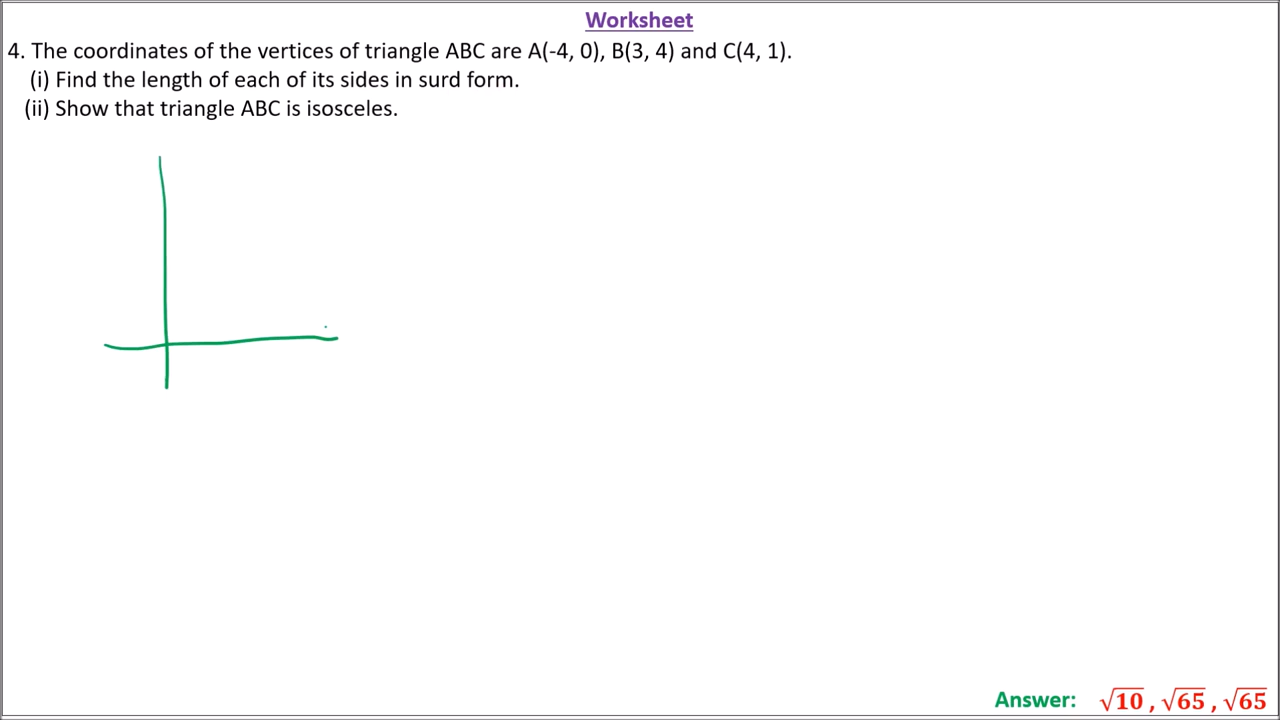 Worksheet
4. The coordinates of the vertices of triangle ABC are A(-4, 0), B(3, 4) and C(4, 1).
(i) Find the length of each of its sides in surd form.
(ii) Show that triangle ABC is isosceles.
Answer: √10 , √65 , √65